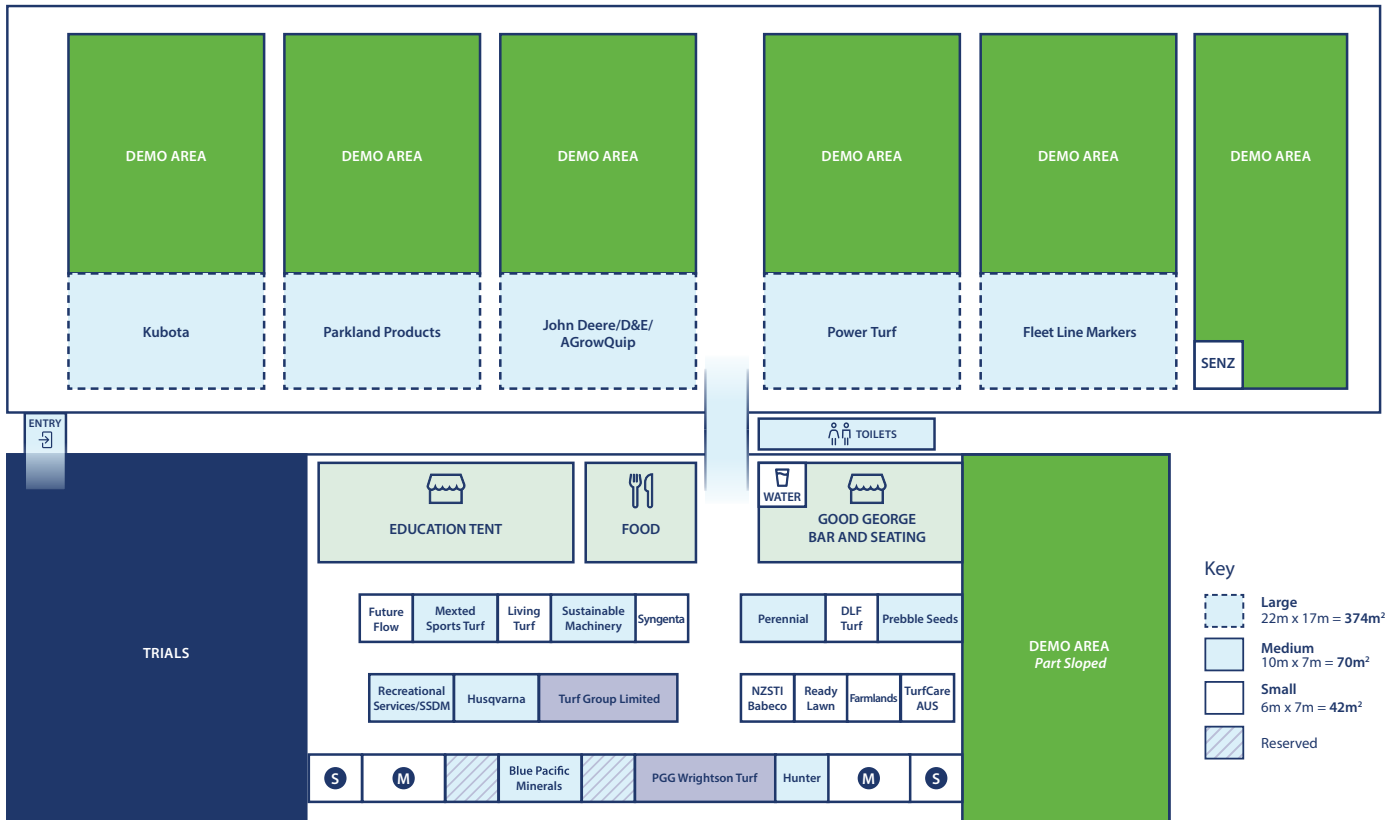 DEMO AREA
DEMO AREA
DEMO AREA
DEMO AREA
DEMO AREA
DEMO AREA
Kubota
Parkland Products
John Deere/D&E/
AGrowQuip
Power Turf
Fleet Line Markers
SENZ
ENTRY
TOILETS
TRIALS
EDUCATION TENT
FOOD
WATER
GOOD GEORGE
BAR AND SEATING
DEMO AREA
Part Sloped
Future
Flow
Mexted
Sports Turf
Living
Turf
Sustainable
Machinery
Syngenta
Perennial
DLF
Turf
Prebble Seeds
Recreational
Services/SSDM
Husqvarna
Turf Group Limited
NZSTI
Babeco
Ready
Lawn
Farmlands
TurfCare
AUS
S
M
Blue Pacific
Minerals
PGG Wrightson Turf
Hunter
M
S
Key
Large
22m x 17m = 374m²
Medium
10m x 7m = 70m²
Small
6m x 7m = 42m²
Reserved